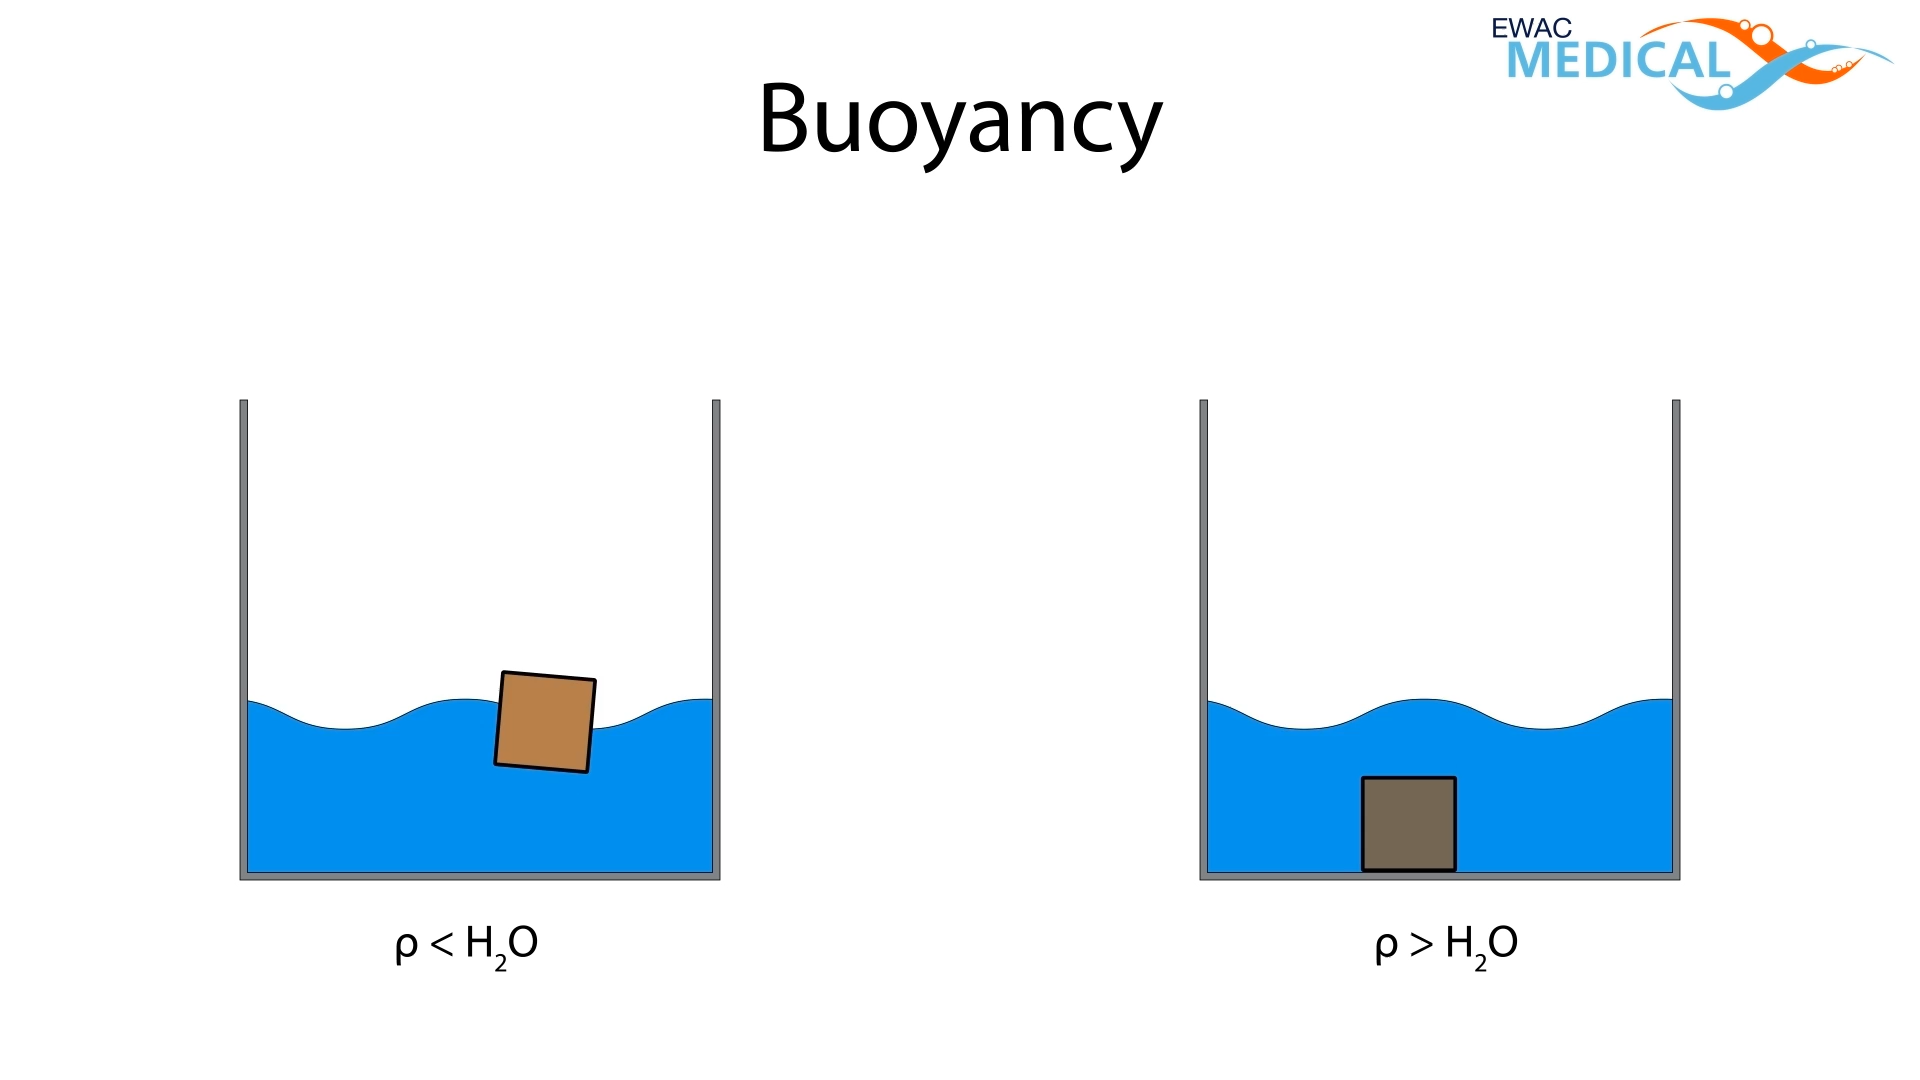 EWAC
MEDICAL
Buoyancy
ρ < H₂O
ρ > H₂O